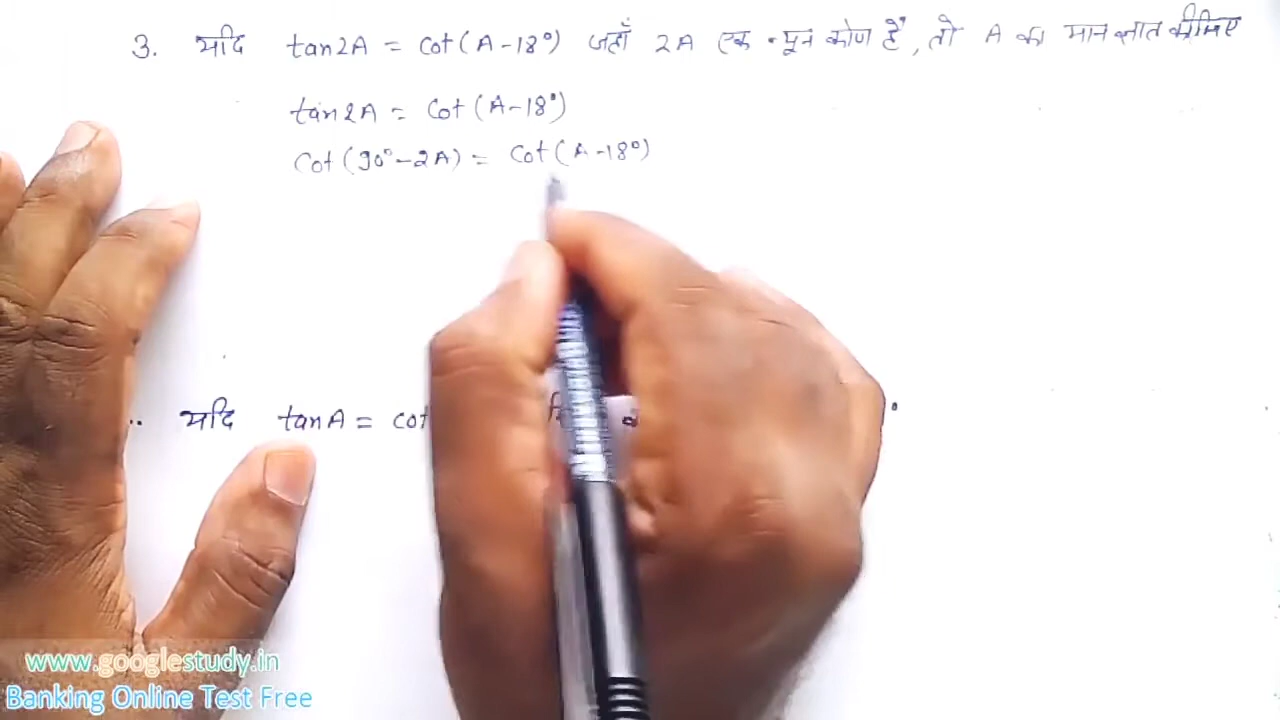 3. यदि tan2A = cot(A-18°) जहाँ 2A एक न्यून कोण है, तो A का मान ज्ञात कीजिए
tan2A = cot(A-18°)
cot(90°-2A) = cot(A-18°)
यदि tanA = cot
www.googlestudy.in
Banking Online Test Free